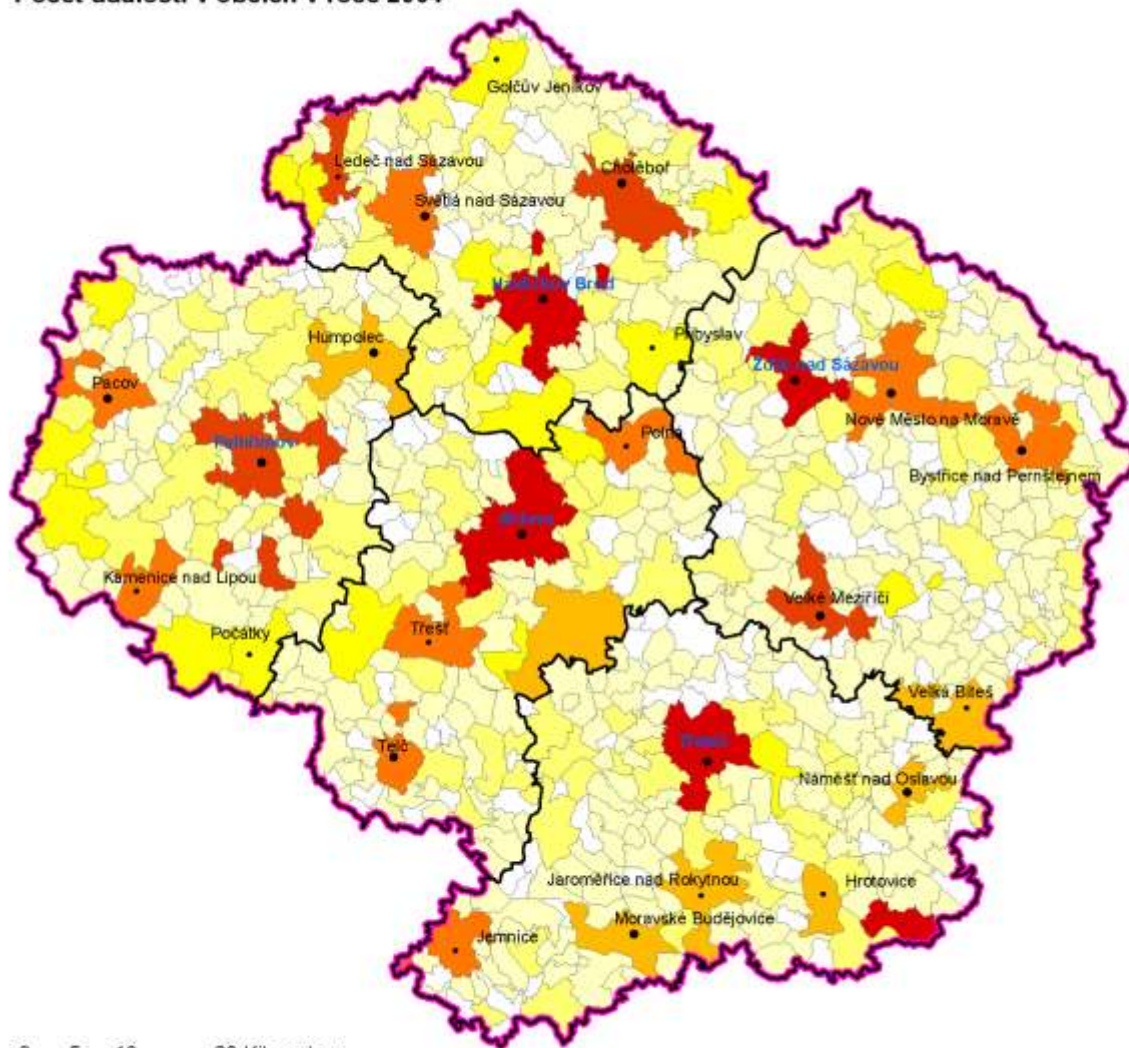 Golčův Jeníkov
Ledeč nad Sázavou
Chotěboř
Světlá nad Sázavou
Havlíčkův Brod
Přibyslav
Humpolec
Žďár nad Sázavou
Pacov
Nové Město na Moravě
Pelhřimov
Polná
Bystřice nad Pernštejnem
Jihlava
Kamenice nad Lipou
Velké Meziříčí
Počátky
Třešť
Velká Bíteš
Třebíč
Telč
Náměšť nad Oslavou
Jaroměřice nad Rokytnou
Hrotovice
Moravské Budějovice
Jemnice